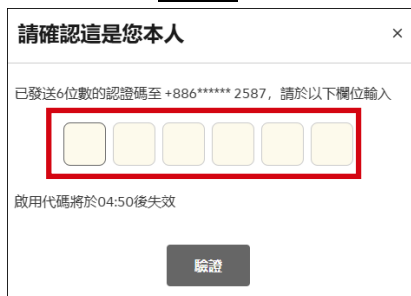 請確認這是您本人 ×
已發送6位數的認證碼至 +886****** 2587，請於以下欄位輸入
啟用代碼將於04:50後失效
驗證